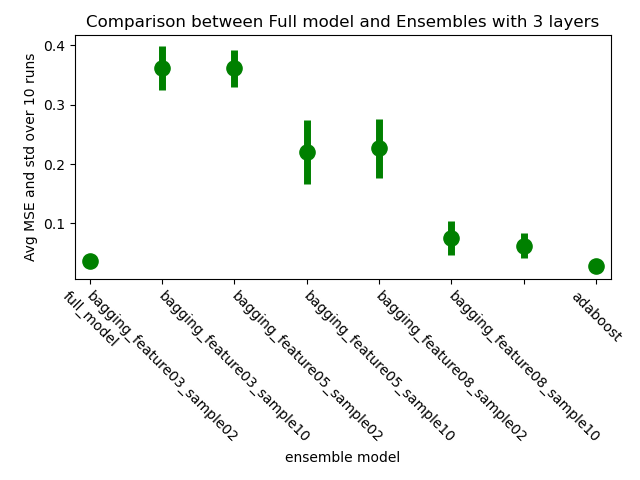 Comparison between Full model and Ensembles with 3 layers
Avg MSE and std over 10 runs
0.4
0.3
0.2
0.1
full_model
bagging_feature03_sample02
bagging_feature03_sample10
bagging_feature05_sample02
bagging_feature05_sample10
bagging_feature08_sample02
bagging_feature08_sample10
adaboost
ensemble model